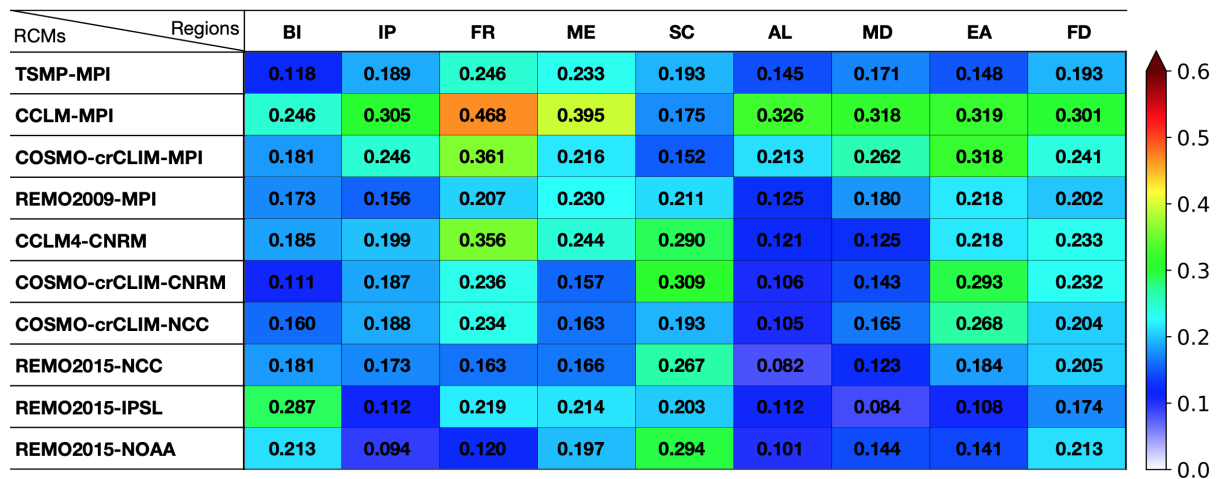 RCMs Regions BI IP FR ME SC AL MD EA FD
TSMP-MPI 0.118 0.189 0.246 0.233 0.193 0.145 0.171 0.148 0.193
CCLM-MPI 0.246 0.305 0.468 0.395 0.175 0.326 0.318 0.319 0.301
COSMO-crCLIM-MPI 0.181 0.246 0.361 0.216 0.152 0.213 0.262 0.318 0.241
REMO2009-MPI 0.173 0.156 0.207 0.230 0.211 0.125 0.180 0.218 0.202
CCLM4-CNRM 0.185 0.199 0.356 0.244 0.290 0.121 0.125 0.218 0.233
COSMO-crCLIM-CNRM 0.111 0.187 0.236 0.157 0.309 0.106 0.143 0.293 0.232
COSMO-crCLIM-NCC 0.160 0.188 0.234 0.163 0.193 0.105 0.165 0.268 0.204
REMO2015-NCC 0.181 0.173 0.163 0.166 0.267 0.082 0.123 0.184 0.205
REMO2015-IPSL 0.287 0.112 0.219 0.214 0.203 0.112 0.084 0.108 0.174
REMO2015-NOAA 0.213 0.094 0.120 0.197 0.294 0.101 0.144 0.141 0.213
0.6
0.5
0.4
0.3
0.2
0.1
0.0